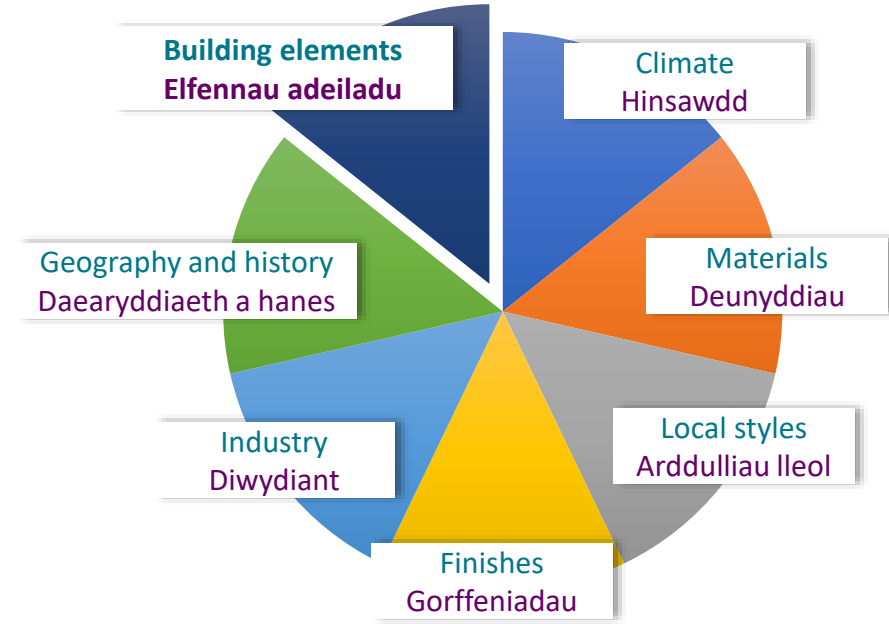 Building elements
Elfennau adeiladu
Climate
Hinsawdd
Geography and history
Daearyddiaeth a hanes
Materials
Deunyddiau
Industry
Diwydiant
Local styles
Arddulliau lleol
Finishes
Gorffeniadau